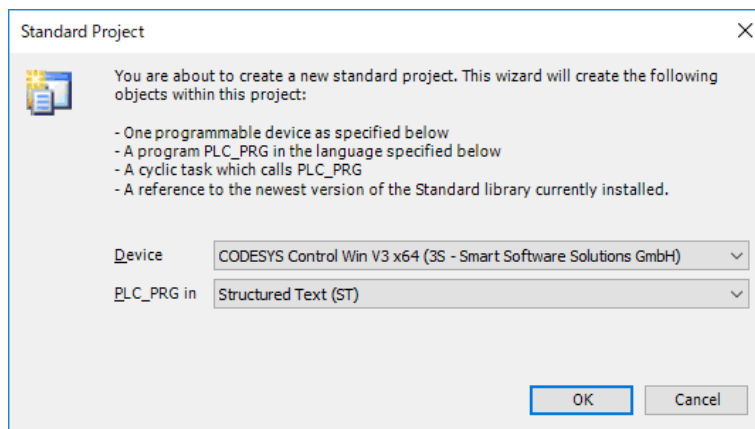 Standard Project
You are about to create a new standard project. This wizard will create the following
objects within this project:
- One programmable device as specified below
- A program PLC_PRG in the language specified below
- A cyclic task which calls PLC_PRG
- A reference to the newest version of the Standard library currently installed.
Device CODESYS Control Win V3 x64 (3S - Smart Software Solutions GmbH)
PLC_PRG in Structured Text (ST)
OK Cancel